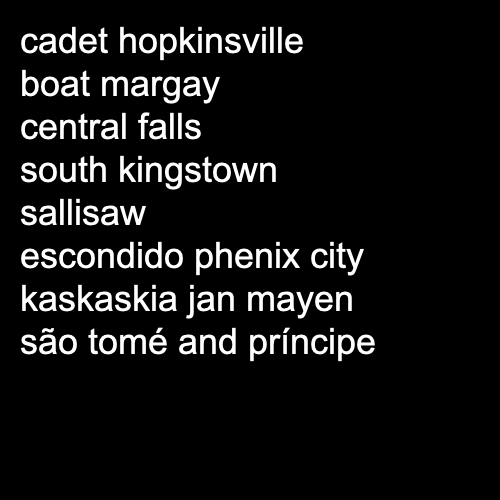 cadet hopkinsville
boat margay
central falls
south kingstown
sallisaw
escondido phenix city
kaskaskia jan mayen
são tomé and príncipe